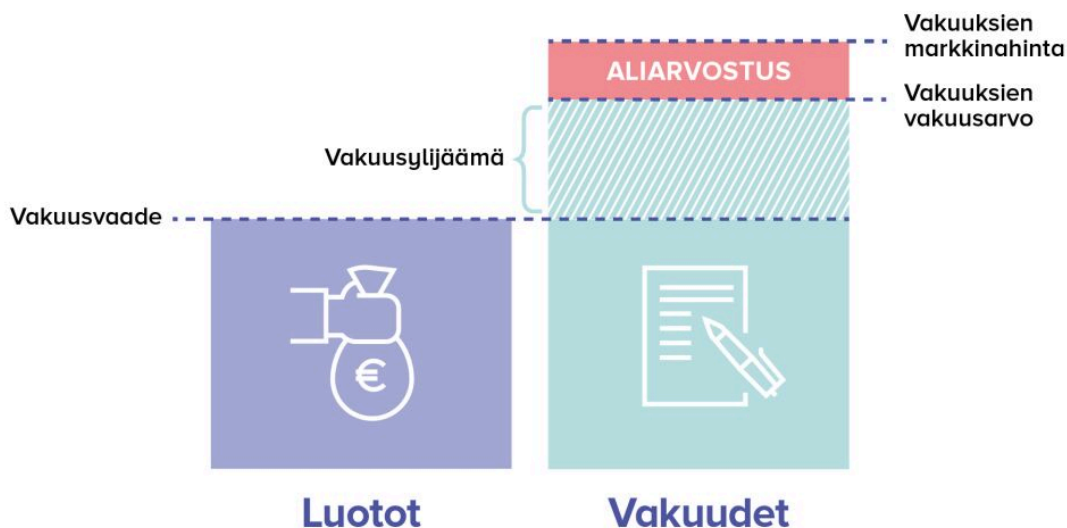 Vakuuksien
markkinahinta
ALIARVOSTUS
Vakuuksien
vakuusarvo
Vakuusylijäämä
Vakuusvaade
€
Luotot
Vakuudet